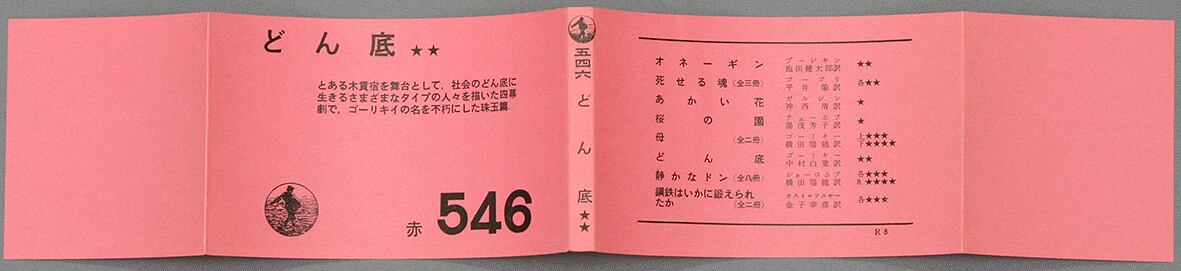 どん底 ★★
とある木賃宿を舞台として，社会のどん底に
生きるさまざまなタイプの人々を描いた四幕
劇で，ゴーリキイの名を不朽にした珠玉篇.
赤 546
五四六 どん底 ★★
オネーギン プーシキン 池田健太郎訳 ★★
死せる魂（全三冊） ゴーゴリ 平井肇訳 各★★
あかい花 ガルシン 神西清訳 ★
桜の園 チェーホフ 湯浅芳子訳 ★
母（全二冊） ゴーリキー 横田瑞穂訳 上★★★ 下★★★★
どん底 ゴーリキー 中村白葉訳 ★★
静かなドン（全八冊） ショーロホフ 横田瑞穂訳 各★★★ 8.★★★★
鋼鉄はいかに鍛えられ
たか（全二冊） オストロフスキー 金子幸彦訳 各★★★
R 8